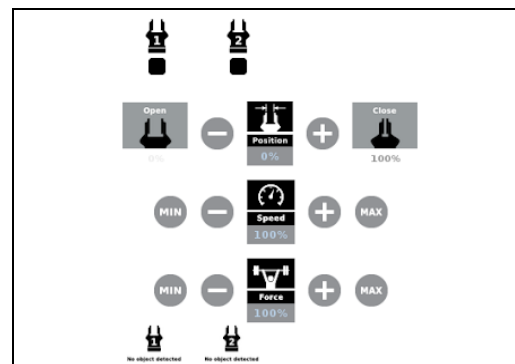 1 2
Open Close
Position
0% 0% 100%
MIN Speed MAX
100%
MIN Force MAX
100%
1 2
No object detected No object detected